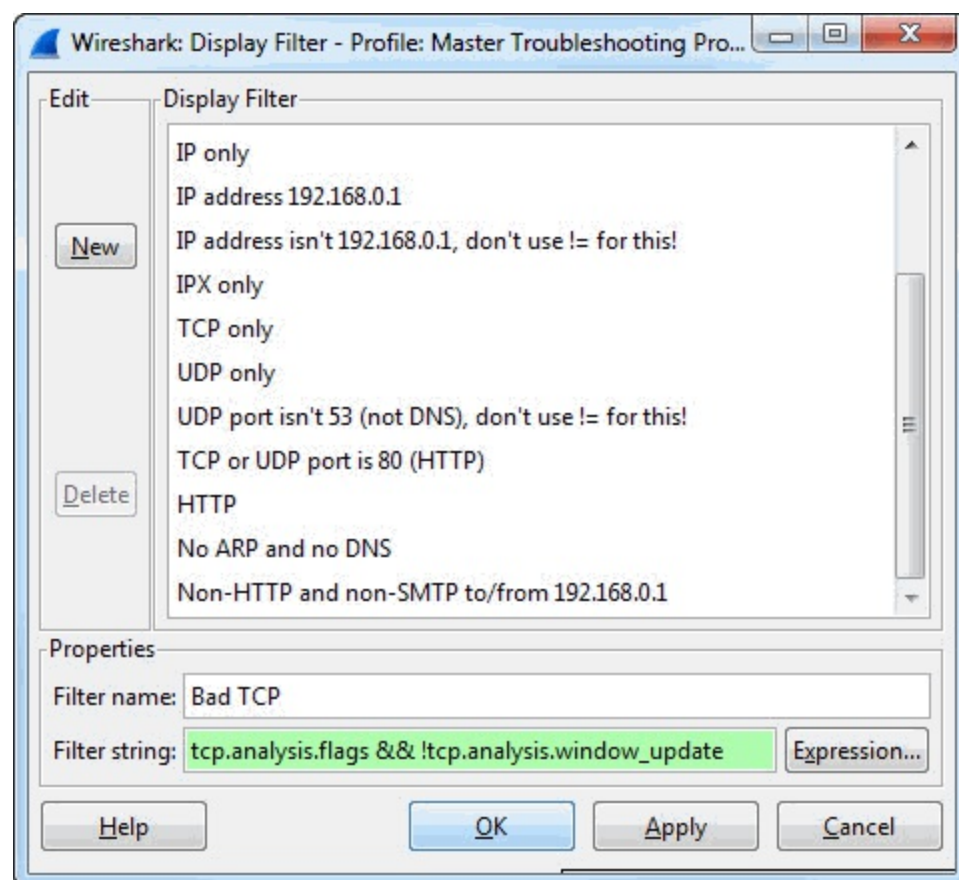 Wireshark: Display Filter - Profile: Master Troubleshooting Pro...
Edit
Display Filter
IP only
IP address 192.168.0.1
New
IP address isn't 192.168.0.1, don't use != for this!
IPX only
TCP only
UDP only
UDP port isn't 53 (not DNS), don't use != for this!
TCP or UDP port is 80 (HTTP)
Delete
HTTP
No ARP and no DNS
Non-HTTP and non-SMTP to/from 192.168.0.1
Properties
Filter name: Bad TCP
Filter string: tcp.analysis.flags && !tcp.analysis.window_update Expression...
Help OK Apply Cancel